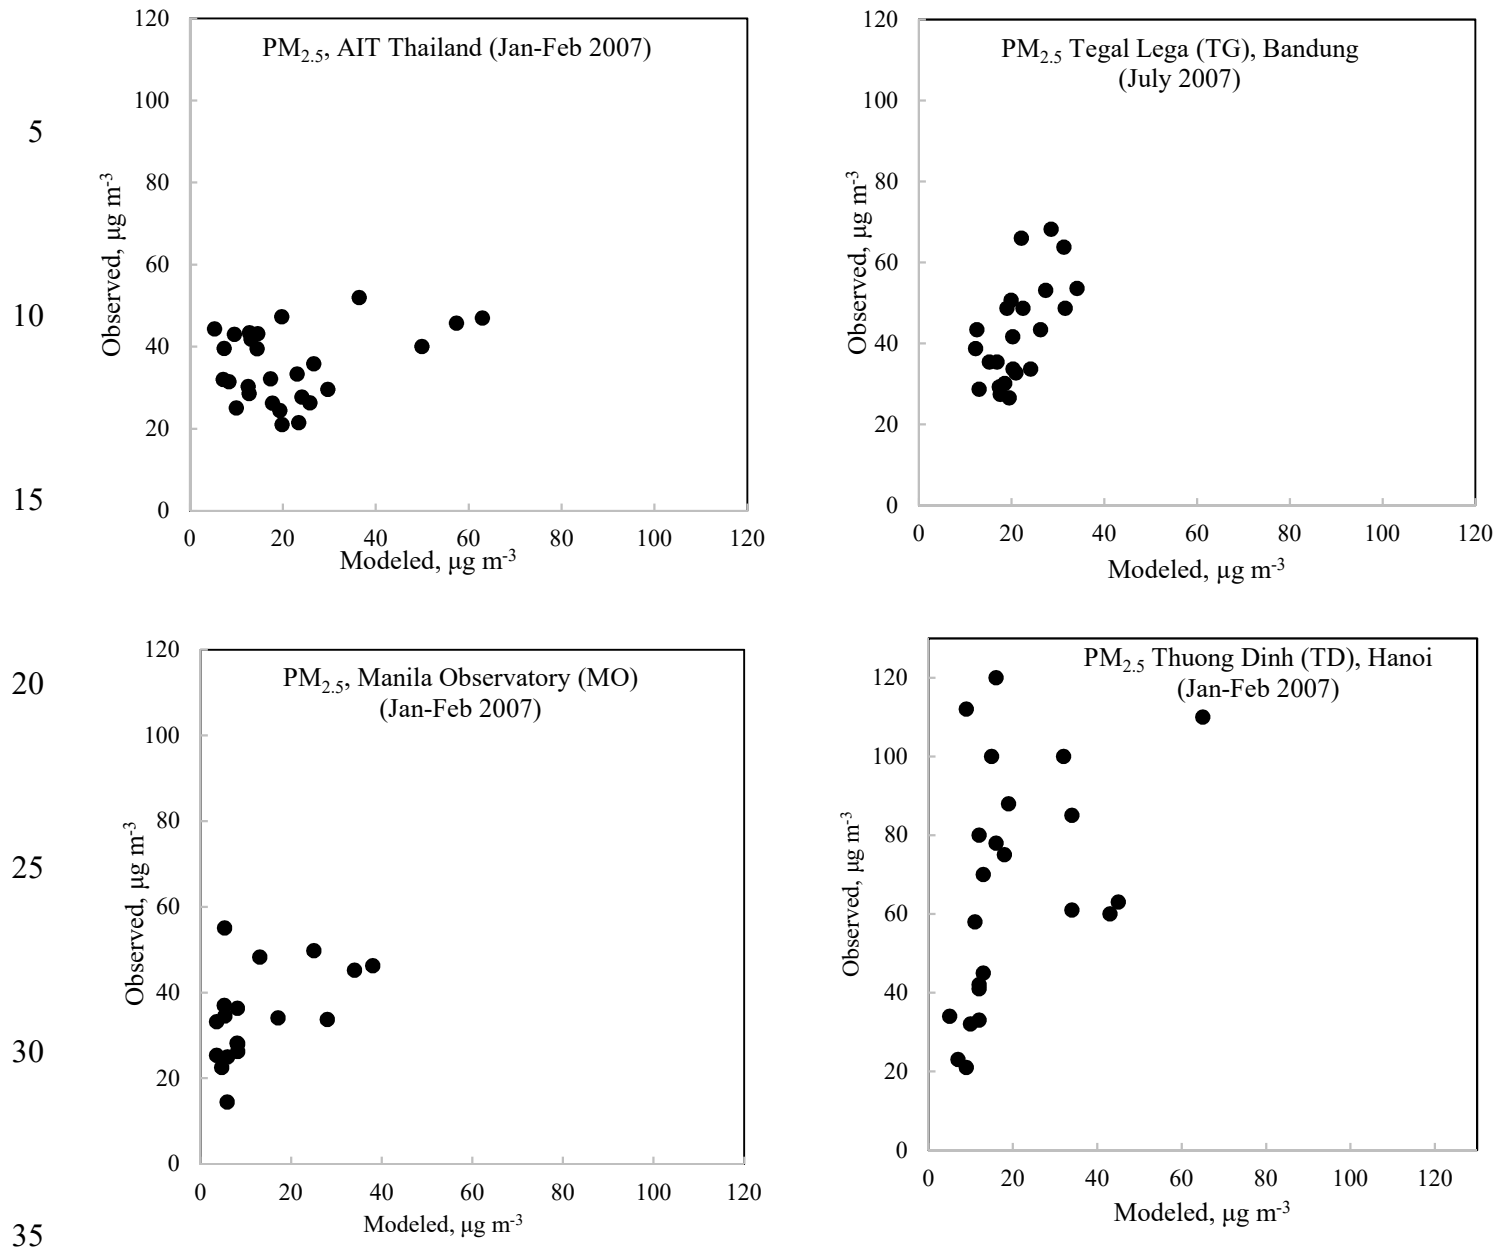 PM2.5, AIT Thailand (Jan-Feb 2007)
120
100
80
60
40
20
0
Observed, µg m-3
0 20 40 60 80 100 120
Modeled, µg m-3
PM2.5 Tegal Lega (TG), Bandung
(July 2007)
120
100
80
60
40
20
0
Observed, µg m-3
0 20 40 60 80 100 120
Modeled, µg m-3
PM2.5, Manila Observatory (MO)
(Jan-Feb 2007)
120
100
80
60
40
20
0
Observed, µg m-3
0 20 40 60 80 100 120
Modeled, µg m-3
PM2.5 Thuong Dinh (TD), Hanoi
(Jan-Feb 2007)
120
100
80
60
40
20
0
Observed, µg m-3
0 20 40 60 80 100 120
Modeled, µg m-3
5
10
15
20
25
30
35